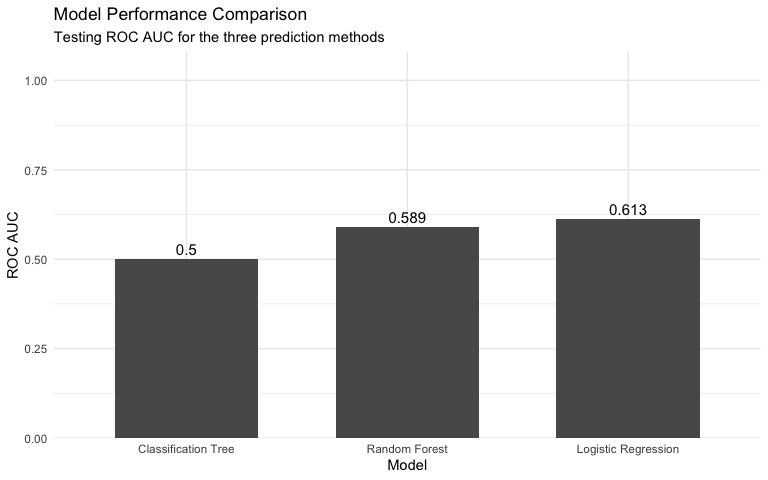 Model Performance Comparison
Testing ROC AUC for the three prediction methods
1.00
0.75
0.50
0.25
0.00
ROC AUC
0.5
0.589
0.613
Classification Tree
Random Forest
Logistic Regression
Model